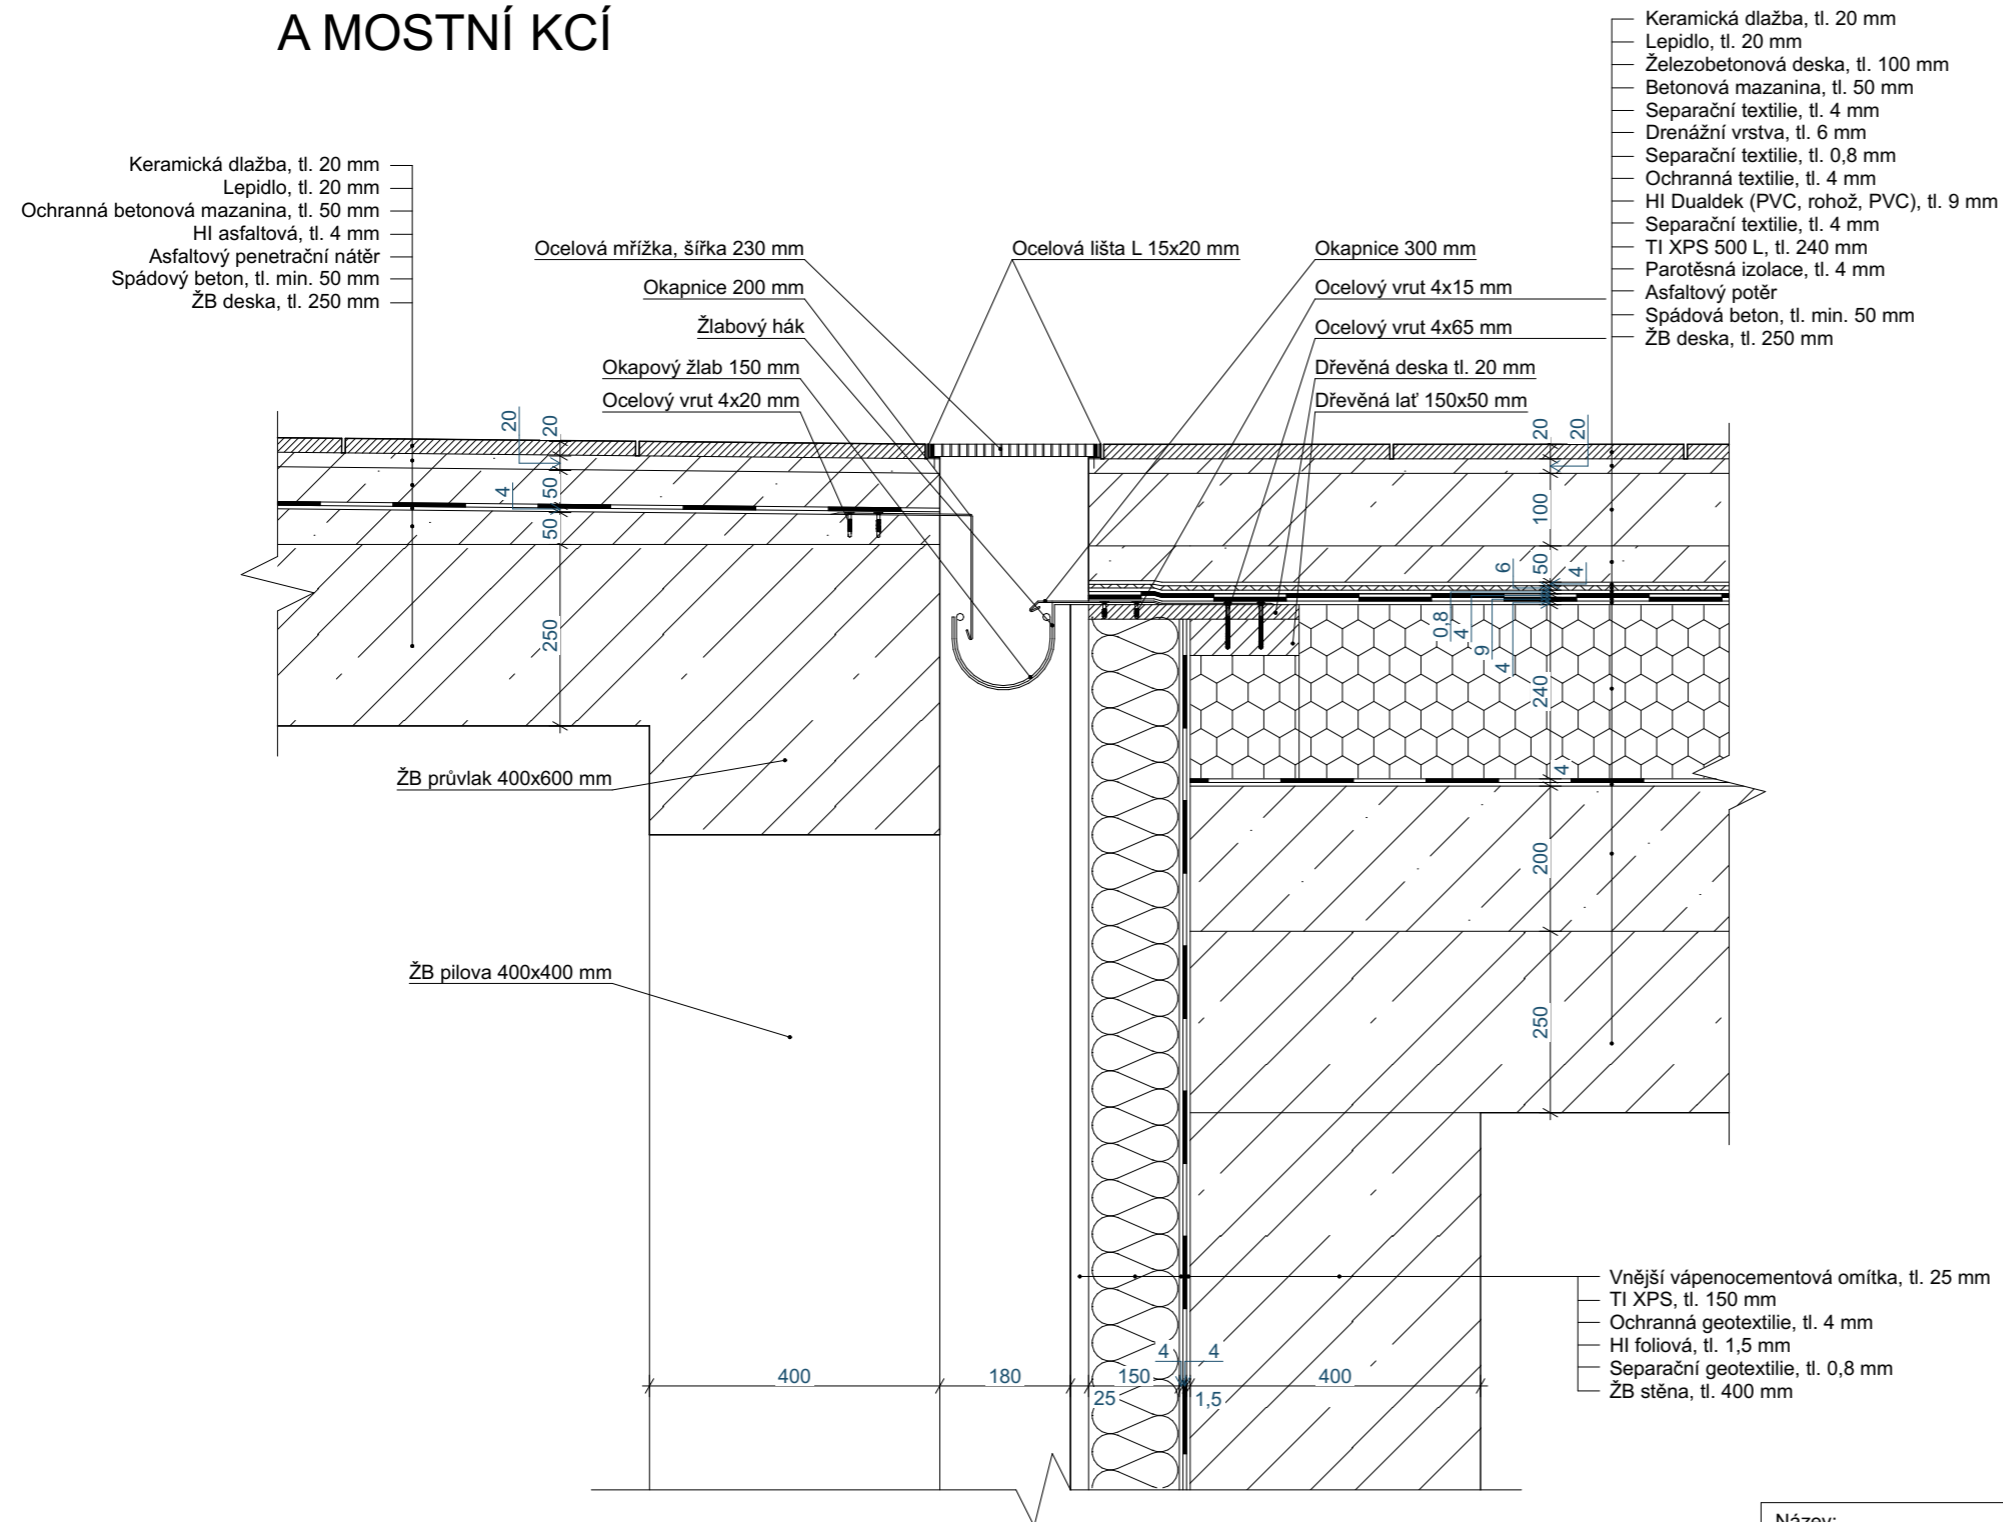 A MOSTNÍ KCÍ
Keramická dlažba, tl. 20 mm
Lepidlo, tl. 20 mm
Ochranná betonová mazanina, tl. 50 mm
HI asfaltová, tl. 4 mm
Asfaltový penetrační nátěr
Spádový beton, tl. min. 50 mm
ŽB deska, tl. 250 mm
Ocelová mřížka, šířka 230 mm
Okapnice 200 mm
Žlabový hák
Okapový žlab 150 mm
Ocelový vrut 4x20 mm
Ocelová lišta L 15x20 mm
Okapnice 300 mm
Ocelový vrut 4x15 mm
Ocelový vrut 4x65 mm
Dřevěná deska tl. 20 mm
Dřevěná lať 150x50 mm
Keramická dlažba, tl. 20 mm
Lepidlo, tl. 20 mm
Železobetonová deska, tl. 100 mm
Betonová mazanina, tl. 50 mm
Separační textilie, tl. 4 mm
Drenážní vrstva, tl. 6 mm
Separační textilie, tl. 0,8 mm
Ochranná textilie, tl. 4 mm
HI Dualdek (PVC, rohož, PVC), tl. 9 mm
Separační textilie, tl. 4 mm
TI XPS 500 L, tl. 240 mm
Parotěsná izolace, tl. 4 mm
Asfaltový potěr
Spádová beton, tl. min. 50 mm
ŽB deska, tl. 250 mm
20
20
4
50
50
250
20
20
100
50
6
4
0,8
4
9
4
240
4
200
250
ŽB průvlak 400x600 mm
ŽB pilova 400x400 mm
Vnější vápenocementová omítka, tl. 25 mm
TI XPS, tl. 150 mm
Ochranná geotextilie, tl. 4 mm
HI foliová, tl. 1,5 mm
Separační geotextilie, tl. 0,8 mm
ŽB stěna, tl. 400 mm
400
180
25
150
4
4
1,5
400
Název: